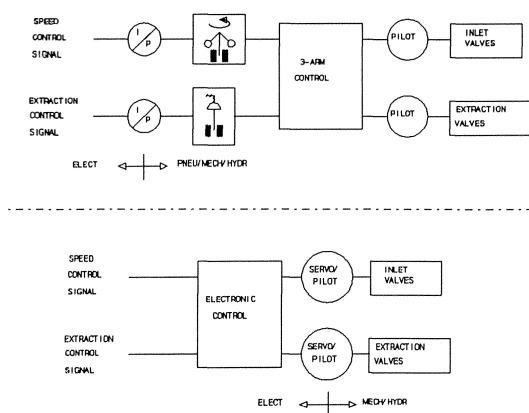 SPEED
CONTROL
SIGNAL
I/P
3-ARM
CONTROL
PILOT
INLET
VALVES
EXTRACTION
CONTROL
SIGNAL
I/P
PILOT
EXTRACTION
VALVES
ELECT
PNEU/MECH/HYDR
SPEED
CONTROL
SIGNAL
ELECTRONIC
CONTROL
SERVO/
PILOT
INLET
VALVES
EXTRACTION
CONTROL
SIGNAL
SERVO/
PILOT
EXTRACTION
VALVES
ELECT
MECH/HYDR